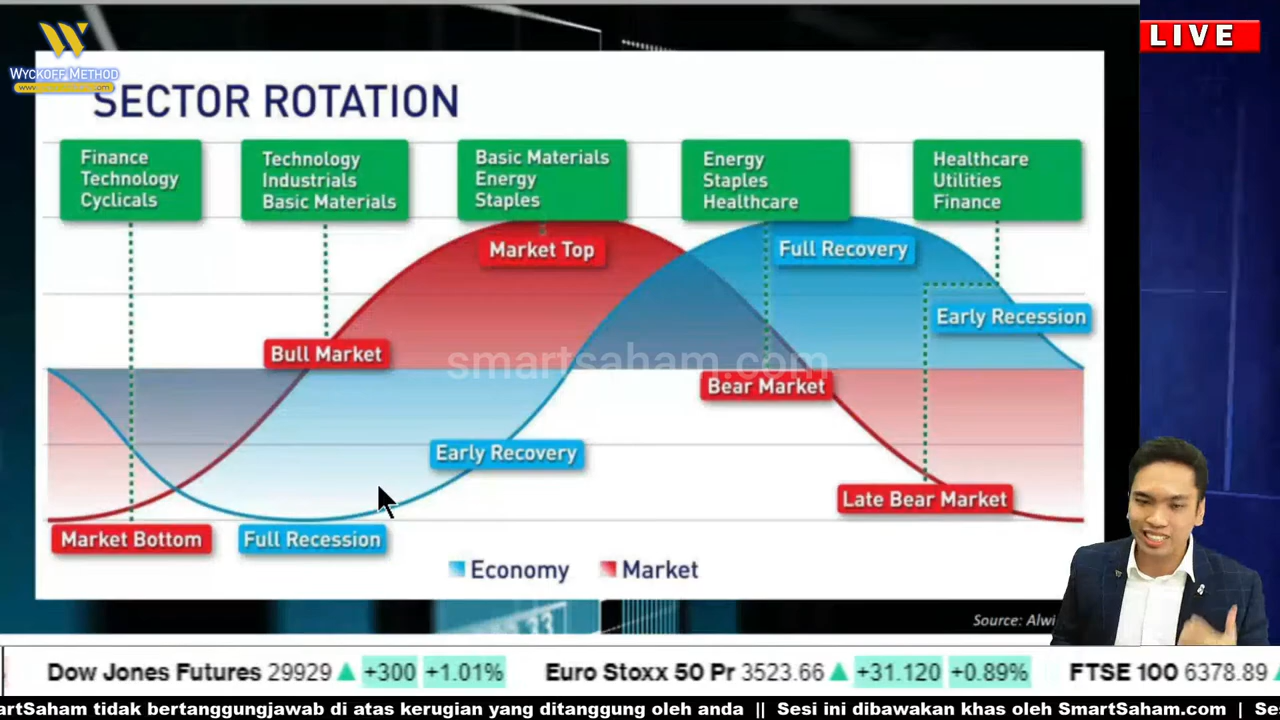 WYCKOFF METHOD
LIVE
SECTOR ROTATION
Finance
Technology
Cyclicals
Technology
Industrials
Basic Materials
Basic Materials
Energy
Staples
Energy
Staples
Healthcare
Healthcare
Utilities
Finance
Market Top
Full Recovery
Early Recession
Bull Market
smartsaham.com
Bear Market
Early Recovery
Late Bear Market
Market Bottom
Full Recession
Economy
Market
Source: Alwi
Dow Jones Futures 29929 ▲ +300 +1.01% Euro Stoxx 50 Pr 3523.66 ▲ +31.120 +0.89% FTSE 100 6378.89
artSaham tidak bertanggungjawab di atas kerugian yang ditanggung oleh anda || Sesi ini dibawakan khas oleh SmartSaham.com | Ses